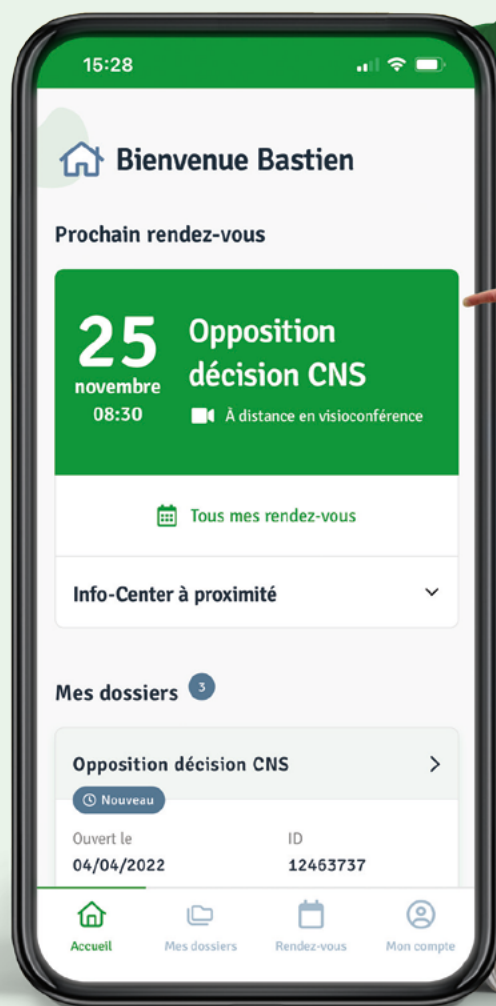 15:28
Bienvenue Bastien
Prochain rendez-vous
25
novembre
08:30
Opposition
décision CNS
À distance en visioconférence
Tous mes rendez-vous
Info-Center à proximité
Mes dossiers 3
Opposition décision CNS
Nouveau
Ouvert le
04/04/2022
ID
12463737
Accueil
Mes dossiers
Rendez-vous
Mon compte